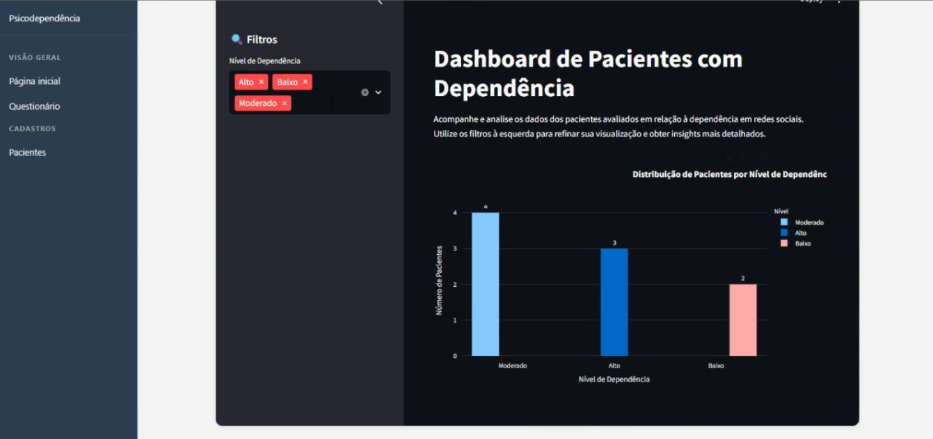 Psicodependência
VISÃO GERAL
Página inicial
Questionário
CADASTROS
Pacientes
Filtros
Nível de Dependência
Alto ×
Baixo ×
Moderado ×
Dashboard de Pacientes com
Dependência
Acompanhe e analise os dados dos pacientes avaliados em relação à dependência em redes sociais.
Utilize os filtros à esquerda para refinar sua visualização e obter insights mais detalhados.
Distribuição de Pacientes por Nível de Dependênc
Nível
Moderado
Alto
Baixo
Número de Pacientes
4
3
2
1
0
4
3
2
Moderado
Alto
Baixo
Nível de Dependência